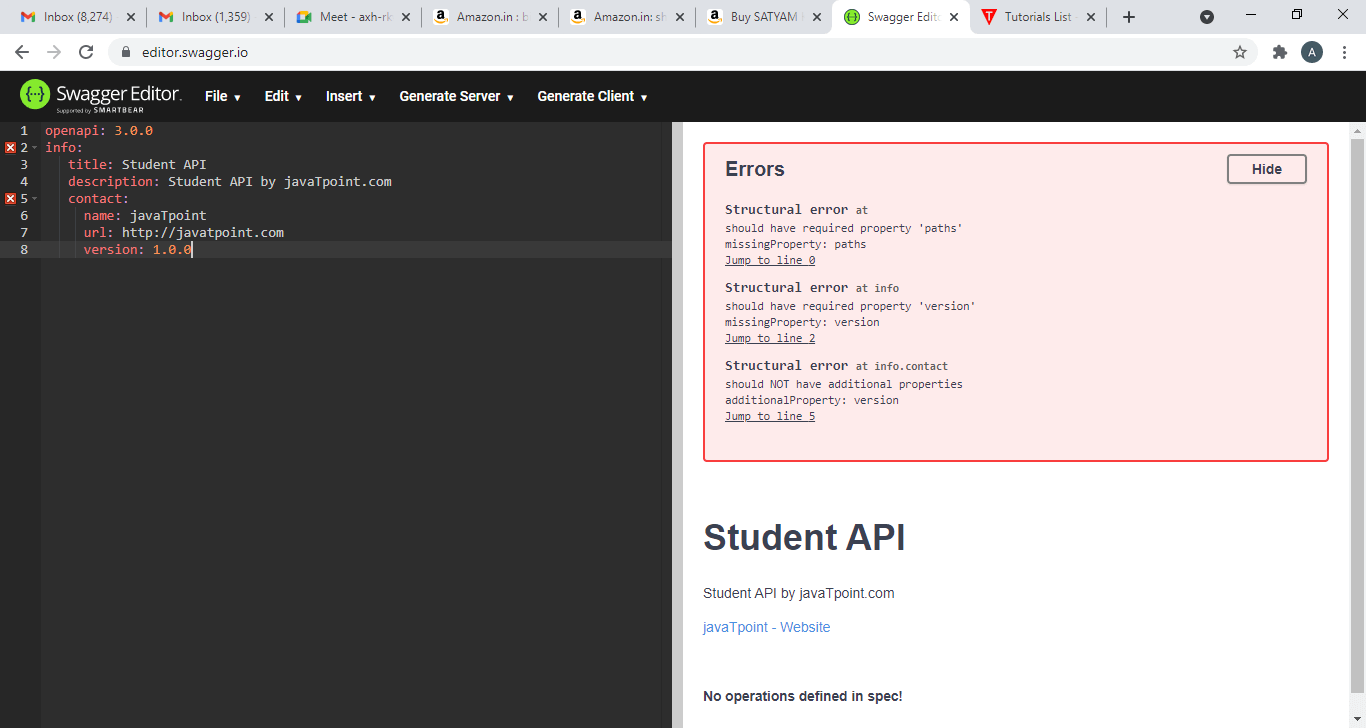 Inbox (8,274)
Inbox (1,359)
Meet - axh-rk
Amazon.in : b
Amazon.in: sh
Buy SATYAM
Swagger Edito
Tutorials List
editor.swagger.io
A
Swagger Editor.
Supported by SMARTBEAR
File
Edit
Insert
Generate Server
Generate Client
1 openapi: 3.0.0
2 info:
3 title: Student API
4 description: Student API by javaTpoint.com
5 contact:
6 name: javaTpoint
7 url: http://javatpoint.com
8 version: 1.0.0
Errors
Hide
Structural error at
should have required property 'paths'
missingProperty: paths
Jump to line 0
Structural error at info
should have required property 'version'
missingProperty: version
Jump to line 2
Structural error at info.contact
should NOT have additional properties
additionalProperty: version
Jump to line 5
Student API
Student API by javaTpoint.com
javaTpoint - Website
No operations defined in spec!